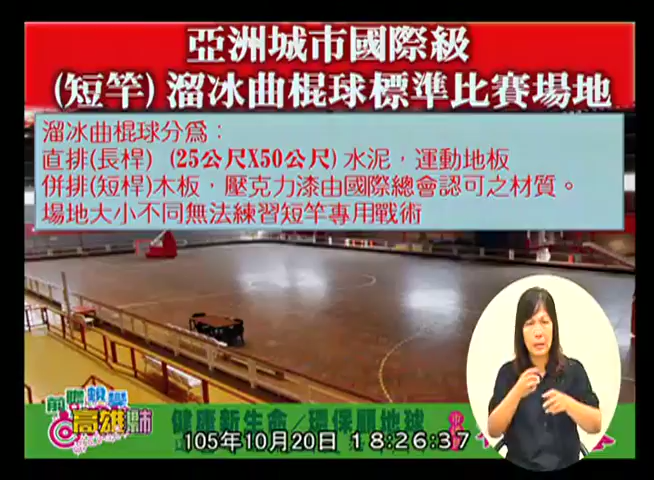 亞洲城市國際級
(短竿) 溜冰曲棍球標準比賽場地
溜冰曲棍球分為：
直排(長桿) (25公尺X50公尺) 水泥，運動地板
併排(短桿)木板，壓克力漆由國際總會認可之材質。
場地大小不同無法練習短竿專用戰術
高雄
健康新生命／環保顧地球
105年10月20日 18:26:37